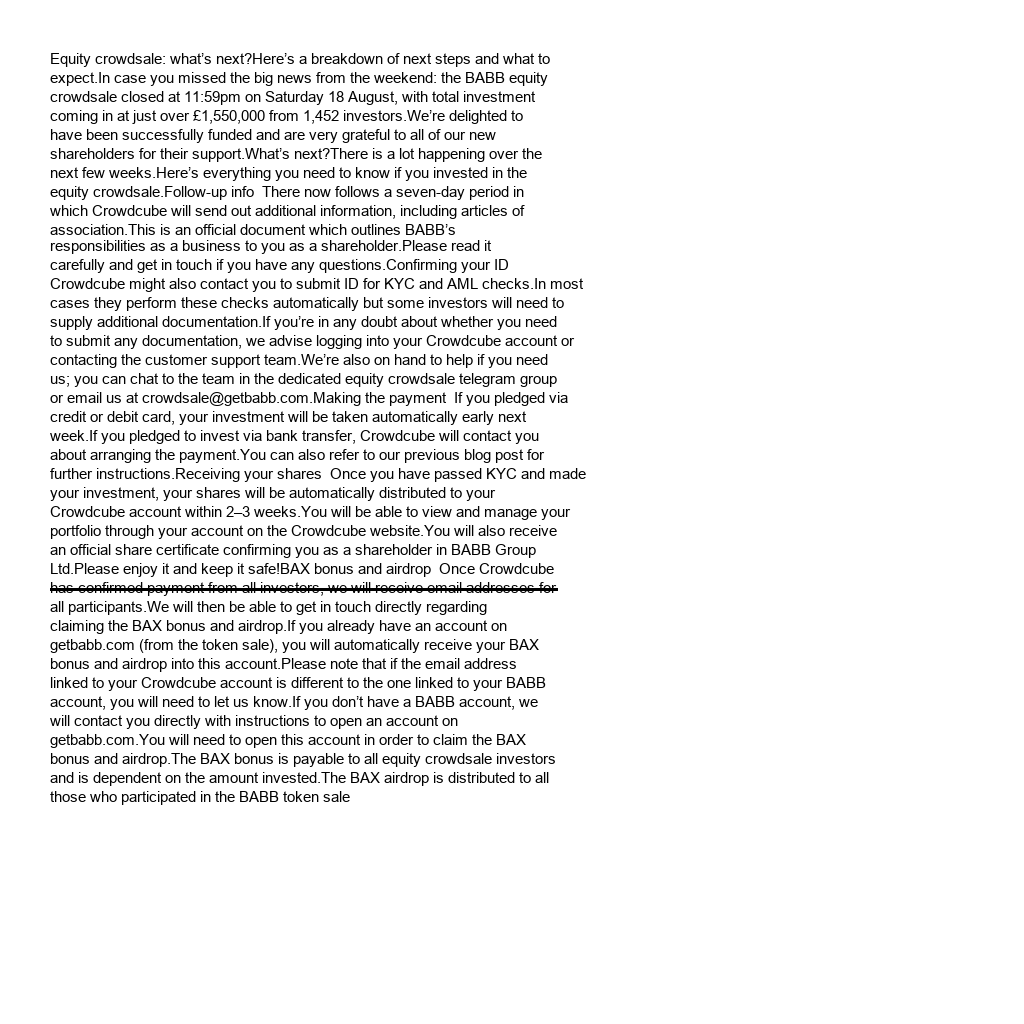 Equity crowdsale: what’s next?Here’s a breakdown of next steps and what to
expect.In case you missed the big news from the weekend: the BABB equity
crowdsale closed at 11:59pm on Saturday 18 August, with total investment
coming in at just over £1,550,000 from 1,452 investors.We’re delighted to
have been successfully funded and are very grateful to all of our new
shareholders for their support.What’s next?There is a lot happening over the
next few weeks.Here’s everything you need to know if you invested in the
equity crowdsale.Follow-up info  There now follows a seven-day period in
which Crowdcube will send out additional information, including articles of
association.This is an official document which outlines BABB’s
responsibilities as a business to you as a shareholder.Please read it
carefully and get in touch if you have any questions.Confirming your ID
Crowdcube might also contact you to submit ID for KYC and AML checks.In most
cases they perform these checks automatically but some investors will need to
supply additional documentation.If you’re in any doubt about whether you need
to submit any documentation, we advise logging into your Crowdcube account or
contacting the customer support team.We’re also on hand to help if you need
us; you can chat to the team in the dedicated equity crowdsale telegram group
or email us at crowdsale@getbabb.com.Making the payment  If you pledged via
credit or debit card, your investment will be taken automatically early next
week.If you pledged to invest via bank transfer, Crowdcube will contact you
about arranging the payment.You can also refer to our previous blog post for
further instructions.Receiving your shares  Once you have passed KYC and made
your investment, your shares will be automatically distributed to your
Crowdcube account within 2–3 weeks.You will be able to view and manage your
portfolio through your account on the Crowdcube website.You will also receive
an official share certificate confirming you as a shareholder in BABB Group
Ltd.Please enjoy it and keep it safe!BAX bonus and airdrop  Once Crowdcube
has confirmed payment from all investors, we will receive email addresses for
all participants.We will then be able to get in touch directly regarding
claiming the BAX bonus and airdrop.If you already have an account on
getbabb.com (from the token sale), you will automatically receive your BAX
bonus and airdrop into this account.Please note that if the email address
linked to your Crowdcube account is different to the one linked to your BABB
account, you will need to let us know.If you don’t have a BABB account, we
will contact you directly with instructions to open an account on
getbabb.com.You will need to open this account in order to claim the BAX
bonus and airdrop.The BAX bonus is payable to all equity crowdsale investors
and is dependent on the amount invested.The BAX airdrop is distributed to all
those who participated in the BABB token sale